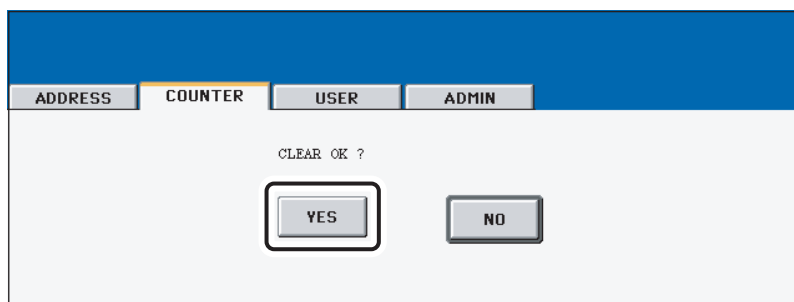 ADDRESS COUNTER USER ADMIN
CLEAR OK ?
YES NO